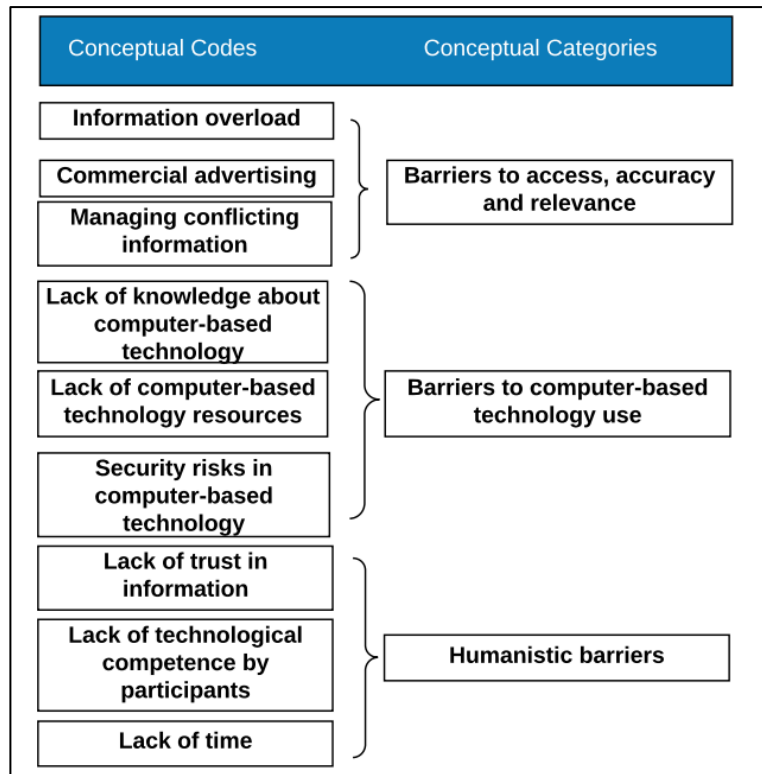 Conceptual Codes
Conceptual Categories
Information overload
Commercial advertising
Managing conflicting
information
Barriers to access, accuracy
and relevance
Lack of knowledge about
computer-based
technology
Lack of computer-based
technology resources
Security risks in
computer-based
technology
Barriers to computer-based
technology use
Lack of trust in
information
Lack of technological
competence by
participants
Lack of time
Humanistic barriers